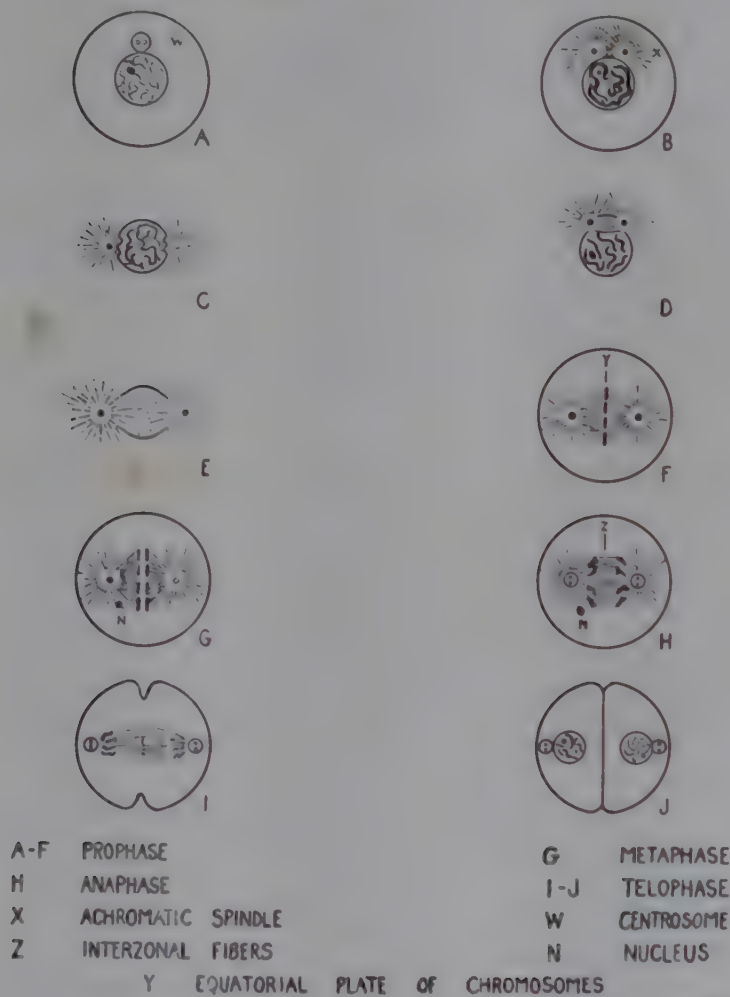 W
A
X
B
C
D
E
Y
F
N
G
Z
H
I
J
A-F PROPHASE
H ANAPHASE
X ACHROMATIC SPINDLE
Z INTERZONAL FIBERS
G METAPHASE
I-J TELOPHASE
W CENTROSOME
N NUCLEUS
Y EQUATORIAL PLATE OF CHROMOSOMES